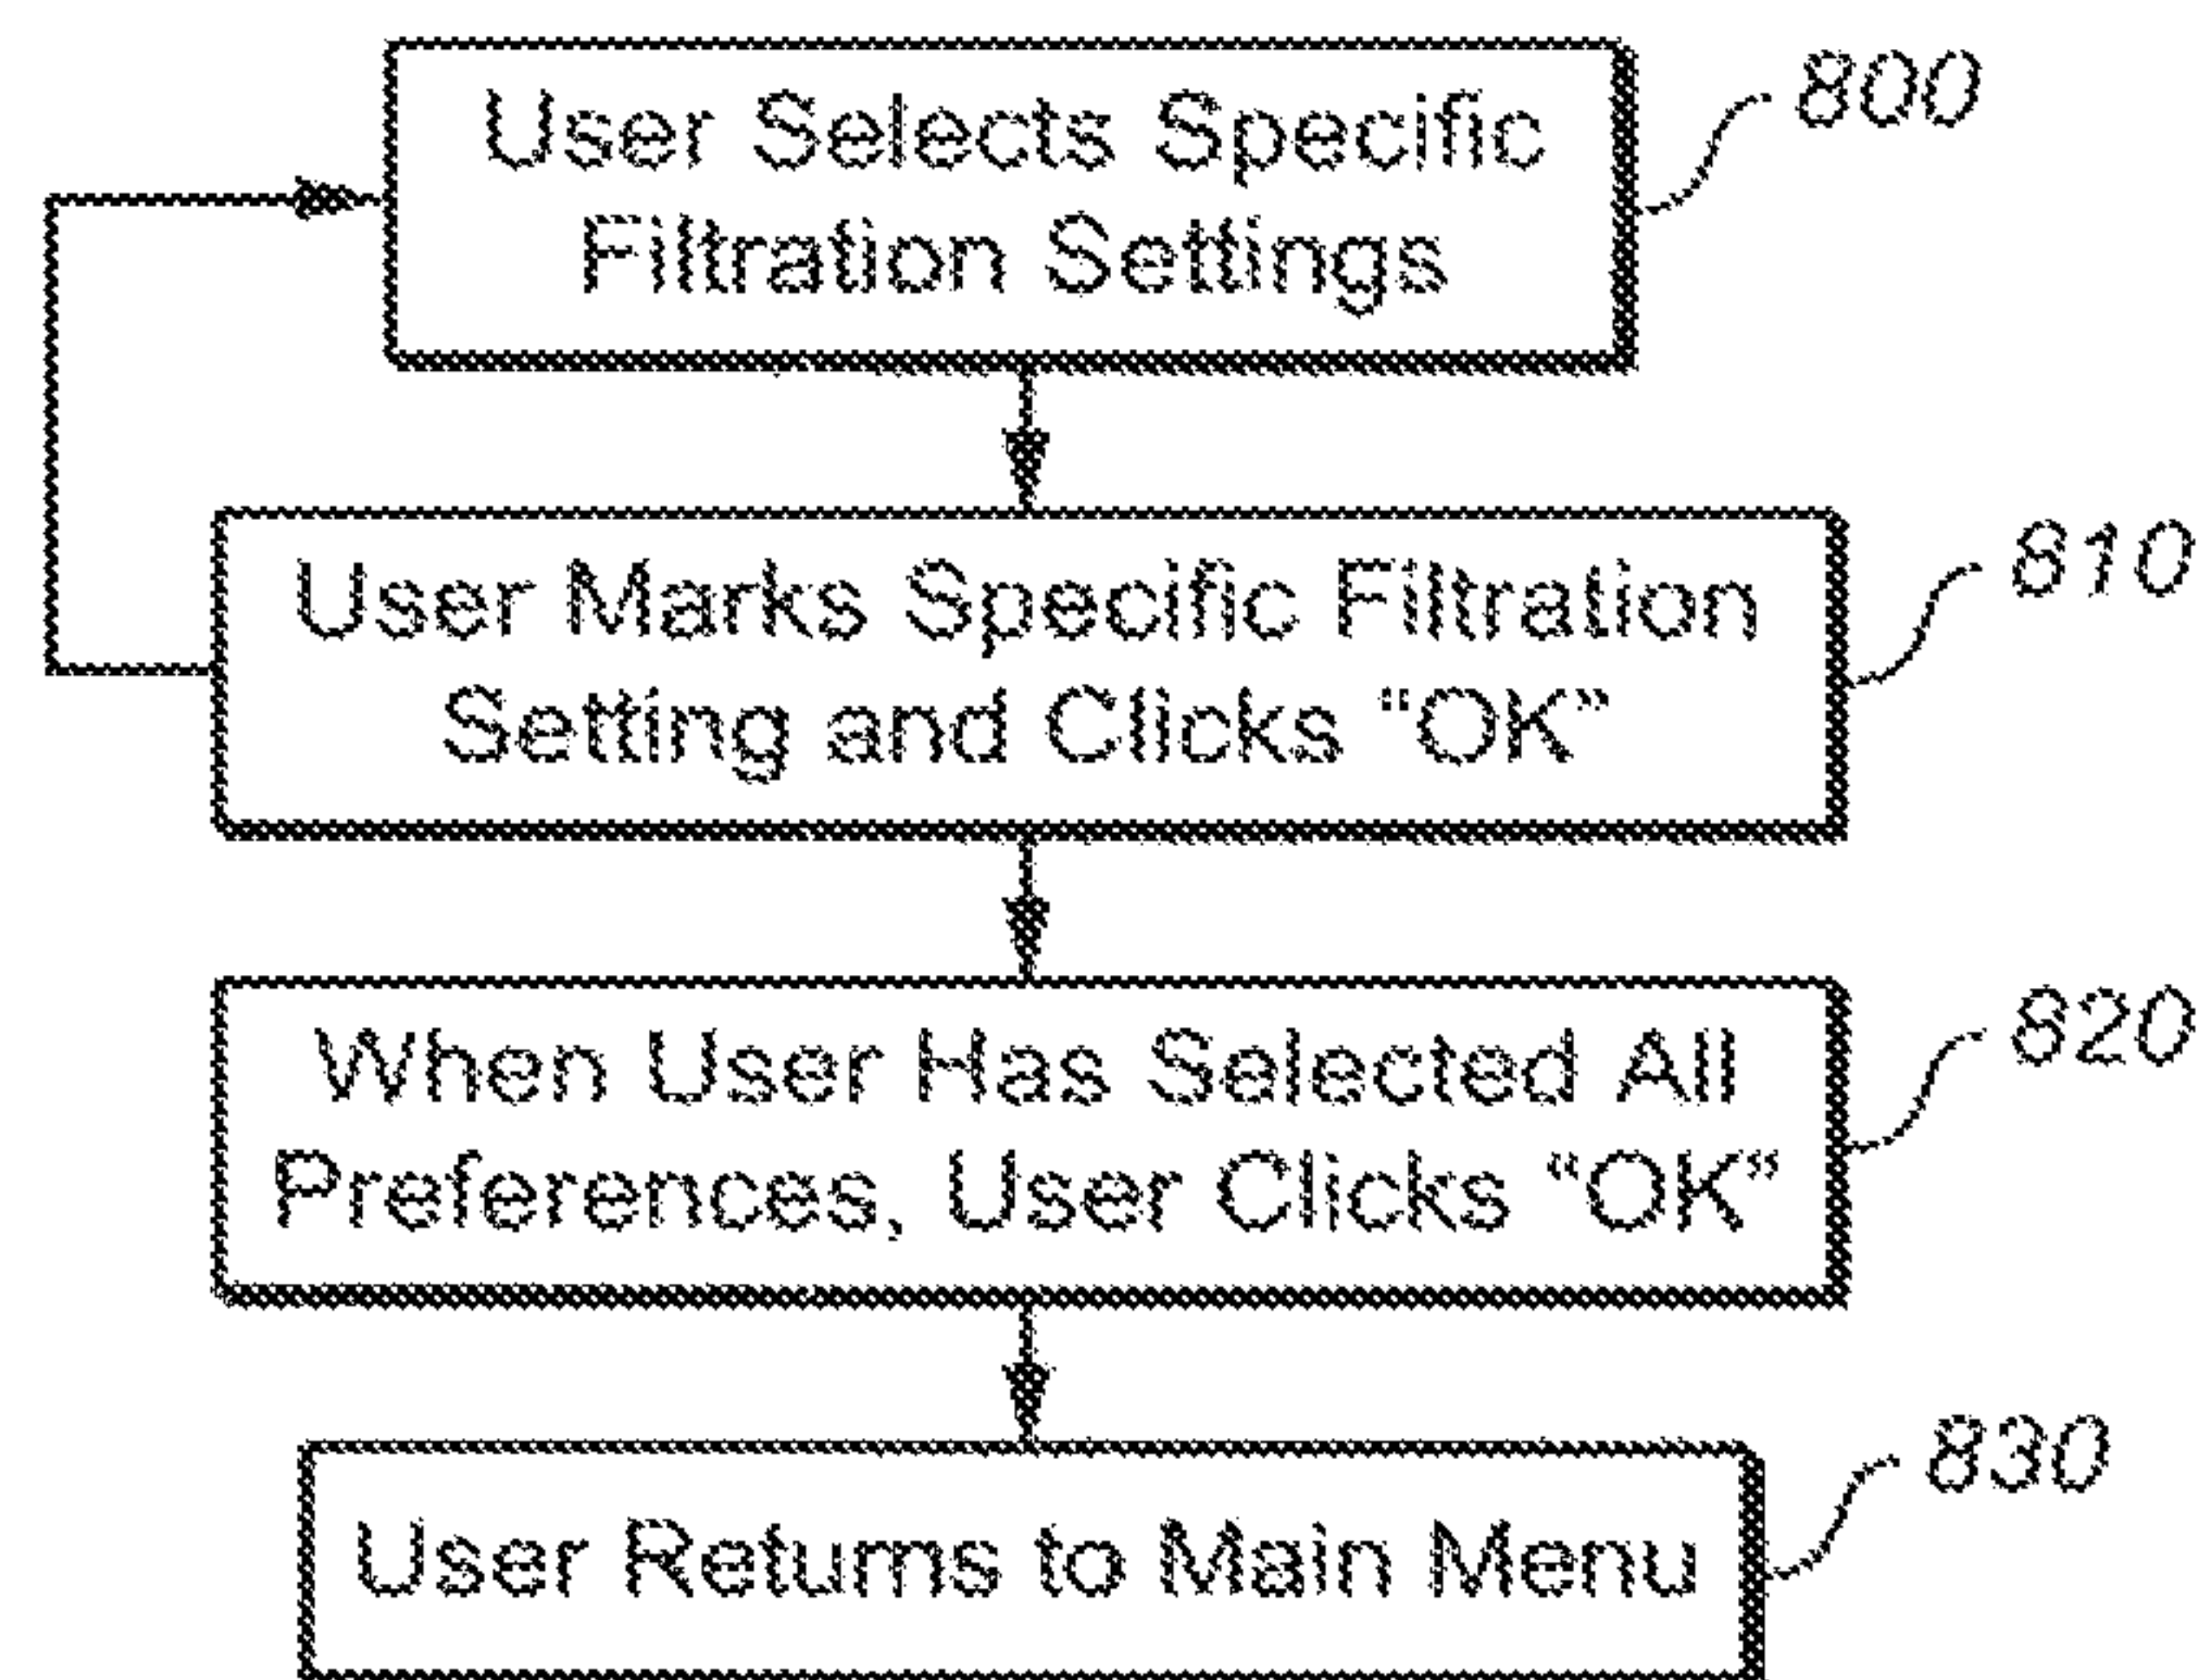 User Selects Specific
Filtration Settings
800
User Marks Specific Filtration
Setting and Clicks “OK”
810
When User Has Selected All
Preferences, User Clicks “OK”
820
User Returns to Main Menu
830